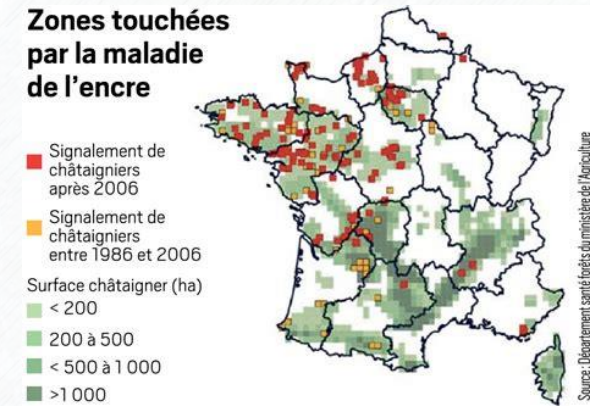 Zones touchées
par la maladie
de l'encre
Signalement de
châtaigniers
après 2006
Signalement de
châtaigniers
entre 1986 et 2006
Surface châtaigner (ha)
< 200
200 à 500
< 500 à 1 000
>1 000
Source: Département santé forêts du ministère de l'Agriculture